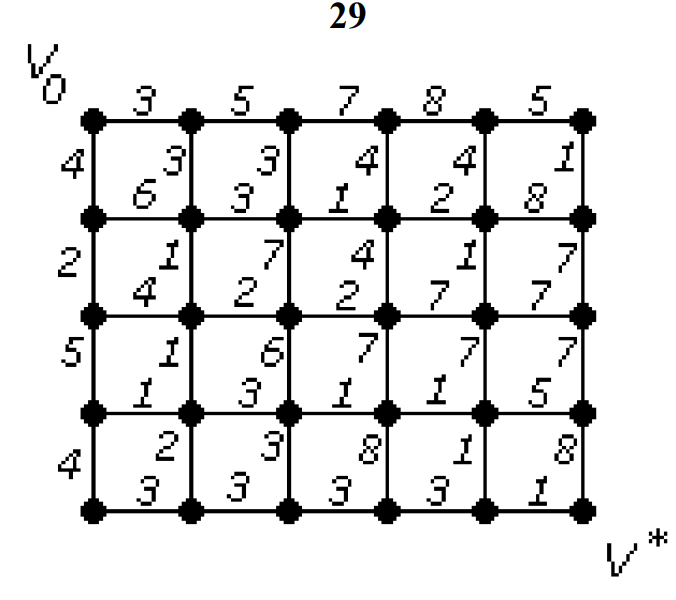 29
V0
3 5 7 8 5
4 3 3 4 4 1
6 3 1 2 8
2 1 7 4 1 7
4 2 2 7 7
5 1 6 7 7 7
1 3 1 1 5
4 2 3 8 1 8
3 3 3 3 1
V*